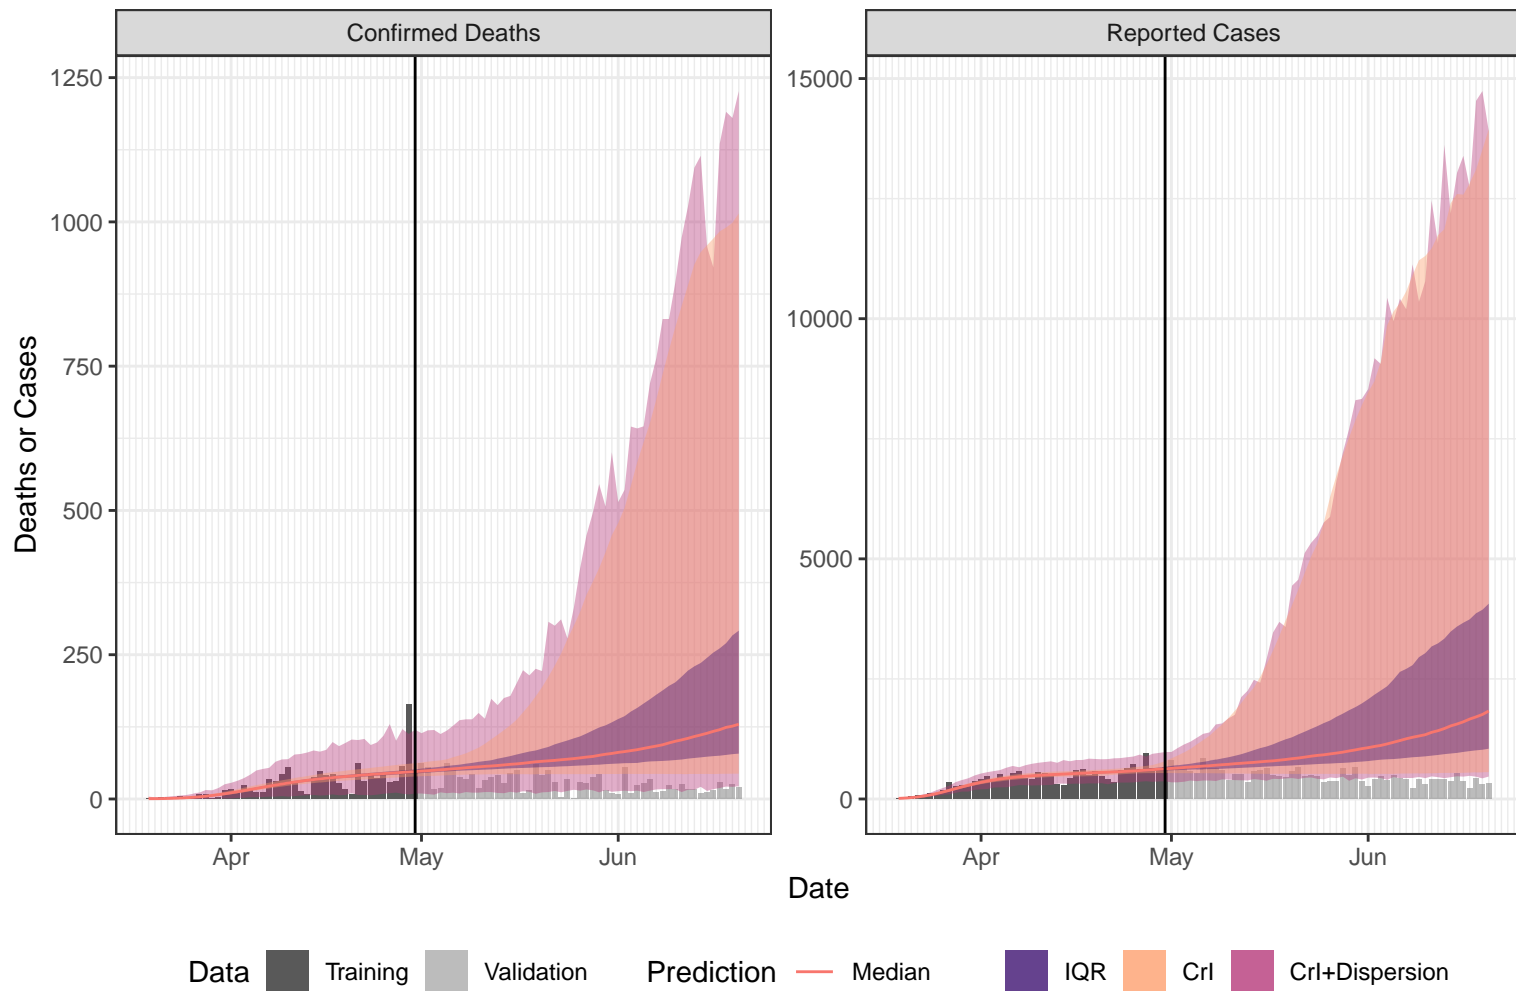 Confirmed Deaths
Reported Cases
Deaths or Cases
1250
1000
750
500
250
0
15000
10000
5000
0
Apr
May
Jun
Apr
May
Jun
Date
Data
Training
Validation
Prediction
Median
IQR
CrI
CrI+Dispersion